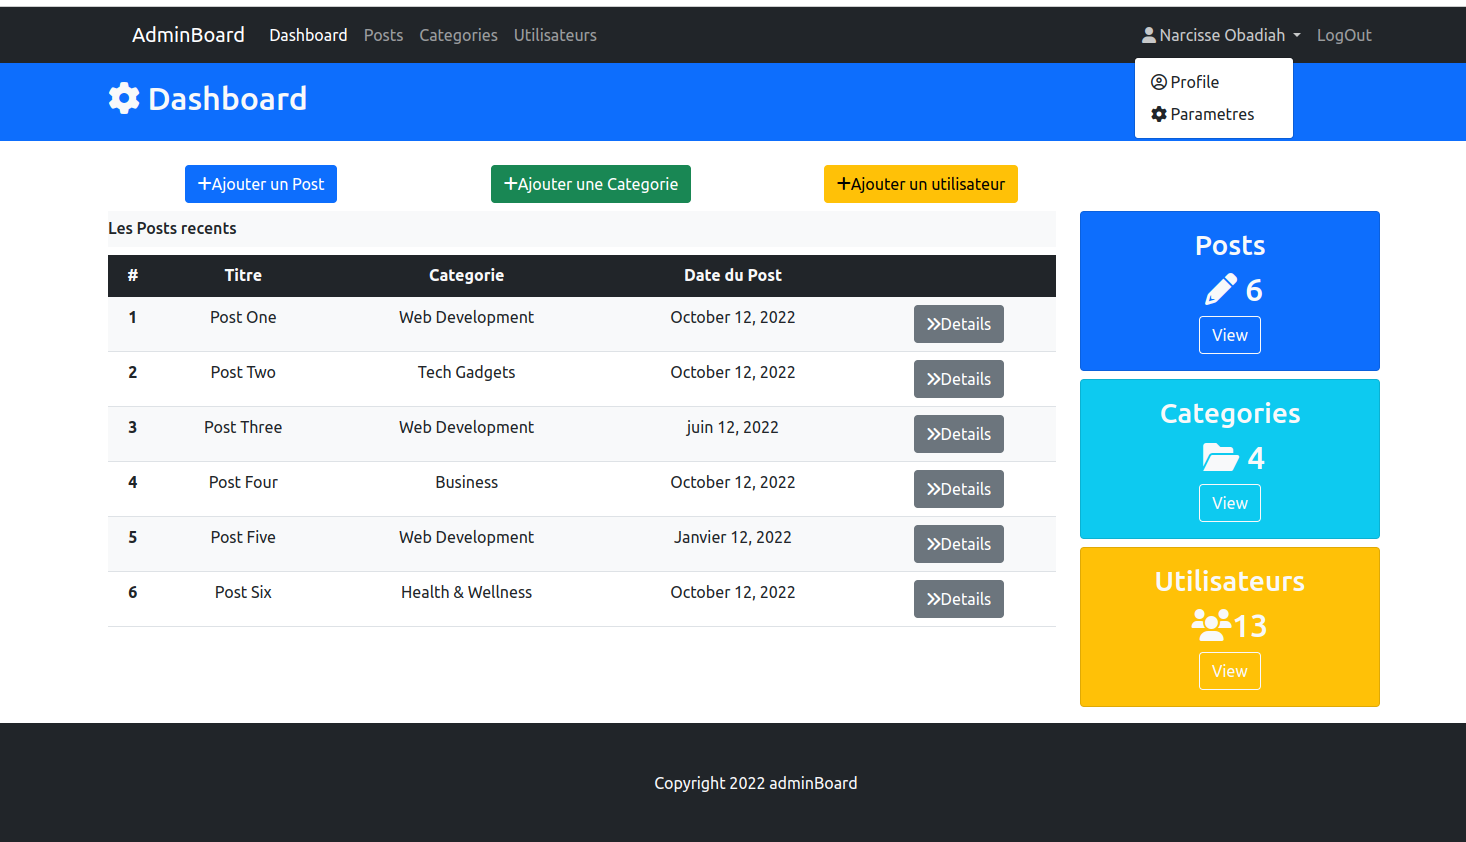 AdminBoard Dashboard Posts Categories Utilisateurs Narcisse Obadiah LogOut
Profile
Parametres
Dashboard
Ajouter un Post Ajouter une Categorie Ajouter un utilisateur
Les Posts recents
# Titre Categorie Date du Post
1 Post One Web Development October 12, 2022 Details
2 Post Two Tech Gadgets October 12, 2022 Details
3 Post Three Web Development juin 12, 2022 Details
4 Post Four Business October 12, 2022 Details
5 Post Five Web Development Janvier 12, 2022 Details
6 Post Six Health & Wellness October 12, 2022 Details
Posts
6
View
Categories
4
View
Utilisateurs
13
View
Copyright 2022 adminBoard